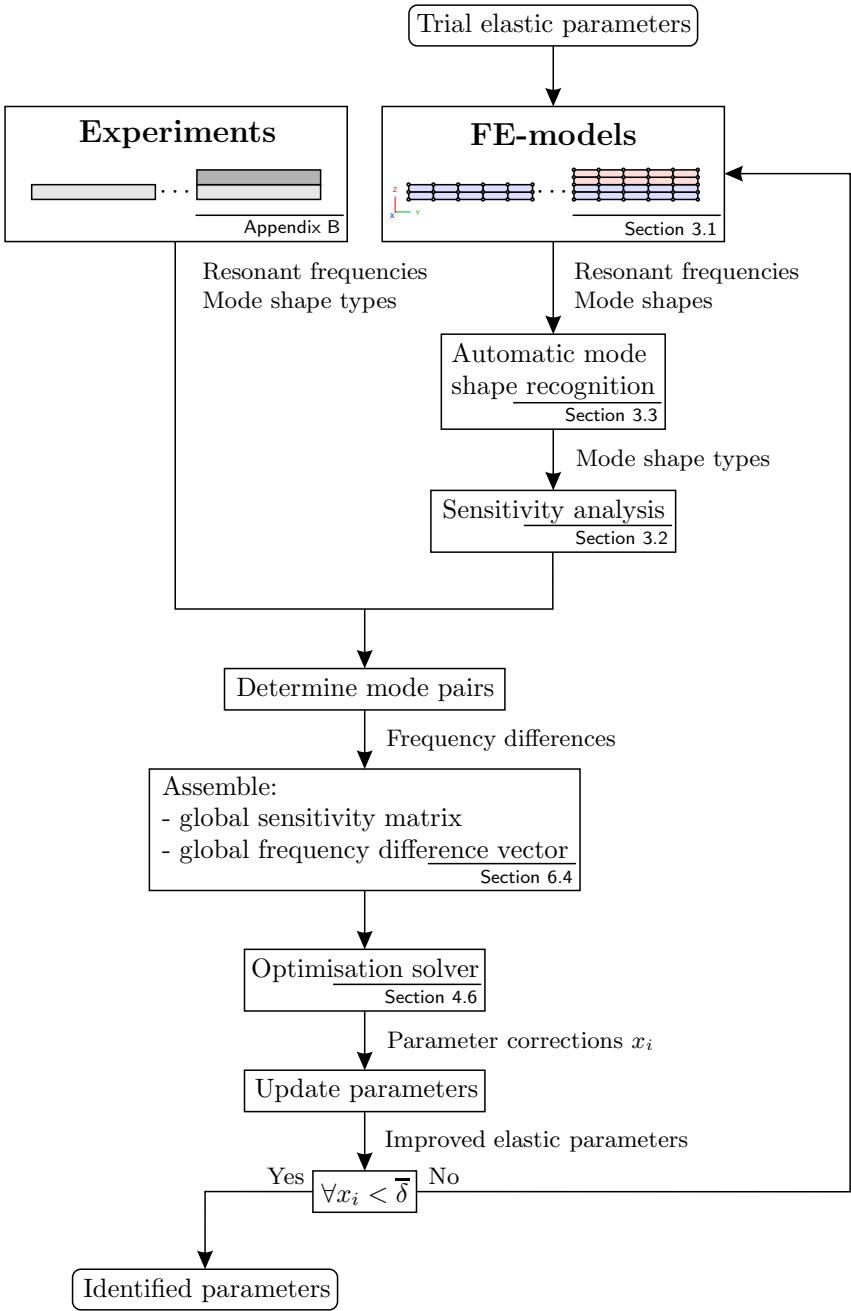 Trial elastic parameters
Experiments
. . .
Appendix B
FE-models
Z
X
Y
. . .
Section 3.1
Resonant frequencies
Mode shape types
Resonant frequencies
Mode shapes
Automatic mode
shape recognition
Section 3.3
Mode shape types
Sensitivity analysis
Section 3.2
Determine mode pairs
Frequency differences
Assemble:
- global sensitivity matrix
- global frequency difference vector
Section 6.4
Optimisation solver
Section 4.6
Parameter corrections xᵢ
Update parameters
Improved elastic parameters
Yes
∀xᵢ < δ̅
No
Identified parameters